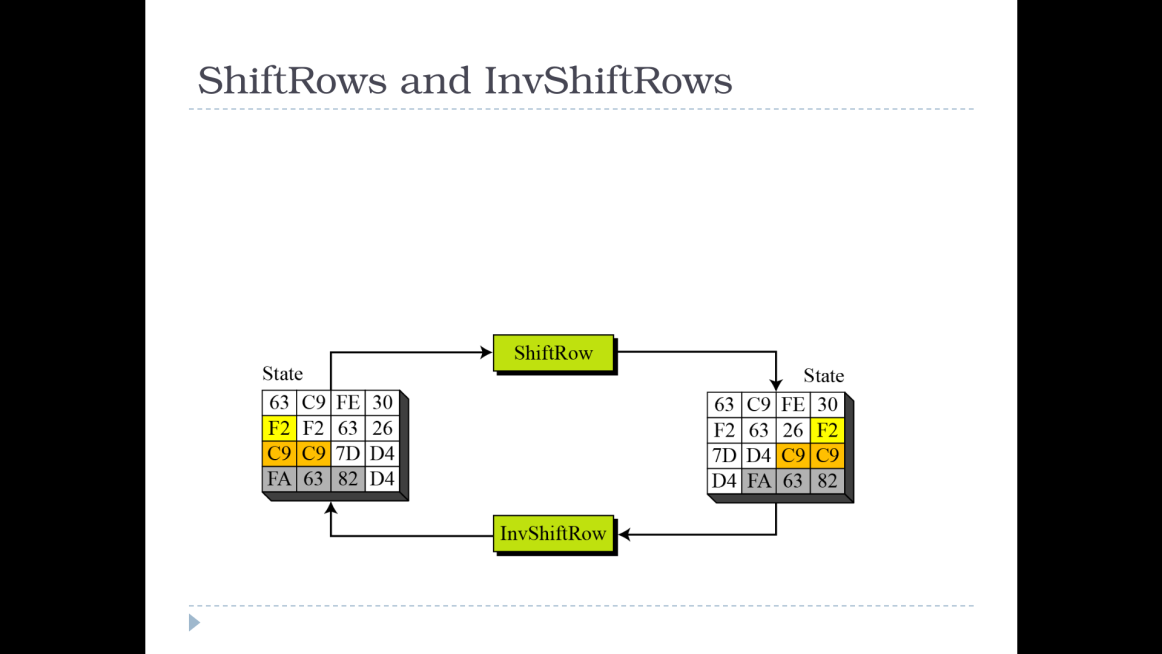 ShiftRows and InvShiftRows
ShiftRow
State
63 C9 FE 30
F2 F2 63 26
C9 C9 7D D4
FA 63 82 D4
State
63 C9 FE 30
F2 63 26 F2
7D D4 C9 C9
D4 FA 63 82
InvShiftRow